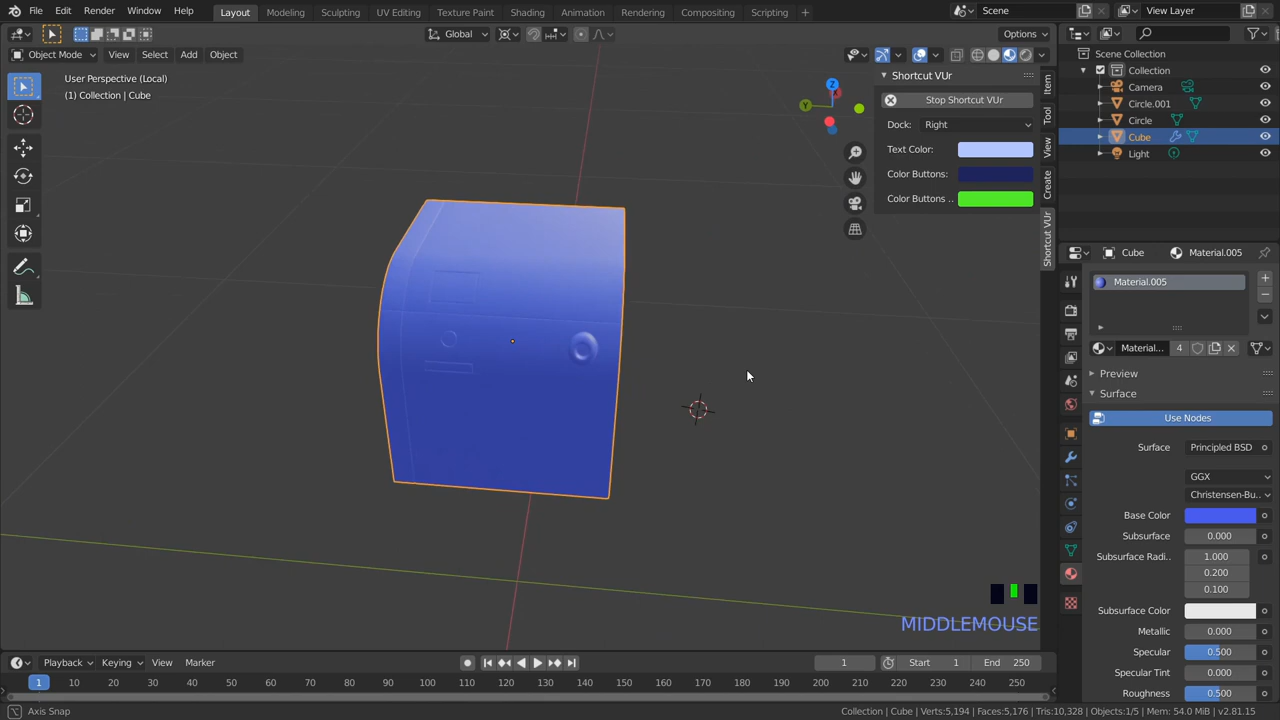 File Edit Render Window Help Layout Modeling Sculpting UV Editing Texture Paint Shading Animation Rendering Compositing Scripting + Scene View Layer
Global Options
Object Mode View Select Add Object
User Perspective (Local)
(1) Collection | Cube
X
Y
Z
Shortcut VUr
Stop Shortcut VUr
Dock: Right
Text Color:
Color Buttons:
Color Buttons ..
Item
Tool
View
Create
Shortcut VUr
Scene Collection
Collection
Camera
Circle.001
Circle
Cube
Light
Cube Material.005
Material.005
Material... 4
Preview
Surface
Use Nodes
Surface Principled BSD
GGX
Christensen-Bu..
Base Color
Subsurface 0.000
Subsurface Radi.. 1.000
0.200
0.100
Subsurface Color
Metallic 0.000
Specular 0.500
Specular Tint 0.000
Roughness 0.500
MIDDLEMOUSE
Playback Keying View Marker 1 Start 1 End 250
1 10 20 30 40 50 60 70 80 90 100 110 120 130 140 150 160 170 180 190 200 210 220 230 240 250
Axis Snap Collection | Cube | Verts:5,194 | Faces:5,176 | Tris:10,328 | Objects:1/5 | Mem: 54.0 MiB | v2.81.15